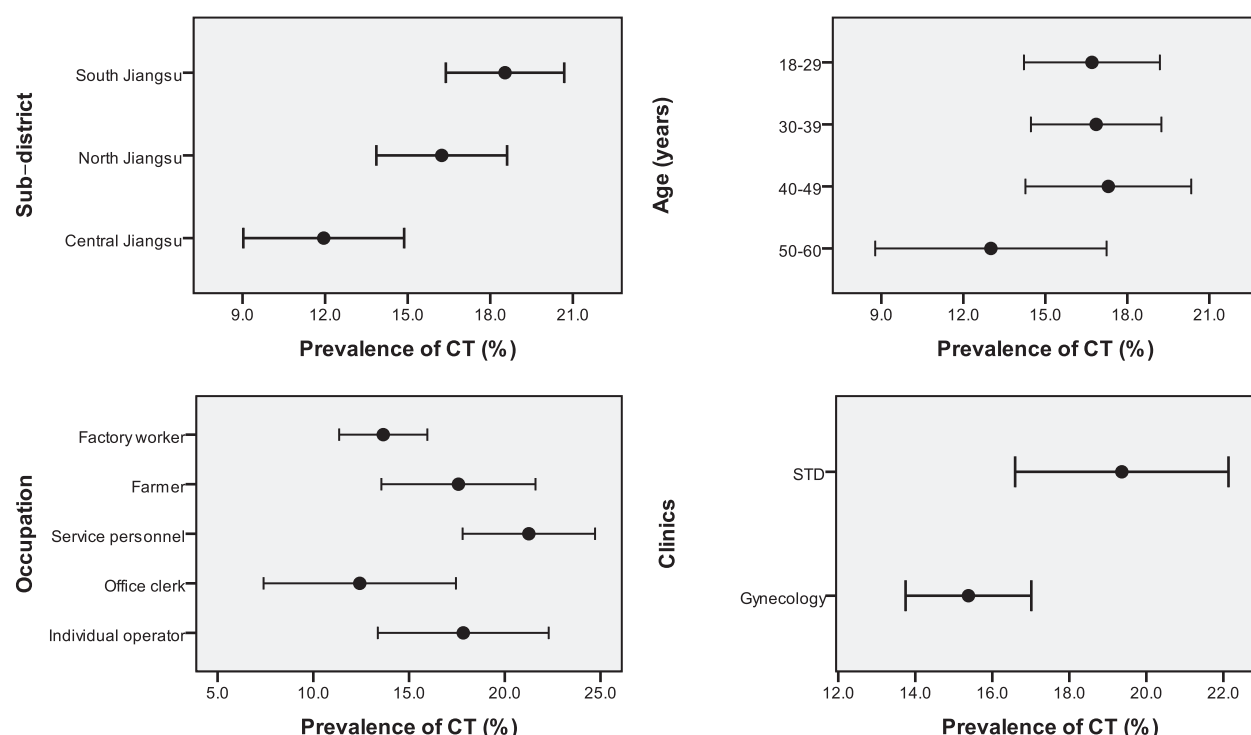 Sub-district
South Jiangsu
North Jiangsu
Central Jiangsu
9.0 12.0 15.0 18.0 21.0
Prevalence of CT (%)
Age (years)
18-29
30-39
40-49
50-60
9.0 12.0 15.0 18.0 21.0
Prevalence of CT (%)
Occupation
Factory worker
Farmer
Service personnel
Office clerk
Individual operator
5.0 10.0 15.0 20.0 25.0
Prevalence of CT (%)
Clinics
STD
Gynecology
12.0 14.0 16.0 18.0 20.0 22.0
Prevalence of CT (%)